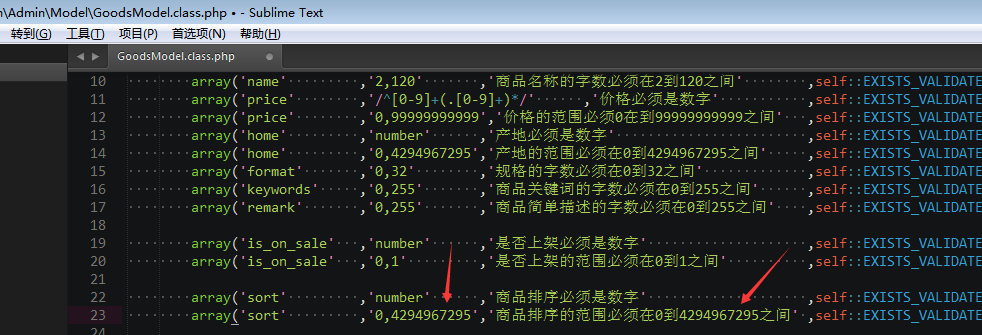 n\Admin\Model\GoodsModel.class.php • - Sublime Text
转到(G) 工具(T) 项目(P) 首选项(N) 帮助(H)
GoodsModel.class.php
10 array('name' ,'2,120' ,'商品名称的字数必须在2到120之间' ,self::EXISTS_VALIDATE
11 array('price' ,'/^[0-9]+(.[0-9]+)*/' ,'价格必须是数字' ,self::EXISTS_VALIDATE
12 array('price' ,'0,99999999999','价格的范围必须0在到99999999999之间' ,self::EXISTS_VALIDATE
13 array('home' ,'number' ,'产地必须是数字' ,self::EXISTS_VALIDATE
14 array('home' ,'0,4294967295','产地的范围必须在0到4294967295之间' ,self::EXISTS_VALIDATE
15 array('format' ,'0,32' ,'规格的字数必须在0到32之间' ,self::EXISTS_VALIDATE
16 array('keywords' ,'0,255' ,'商品关键词的字数必须在0到255之间' ,self::EXISTS_VALIDATE
17 array('remark' ,'0,255' ,'商品简单描述的字数必须在0到255之间' ,self::EXISTS_VALIDATE
18
19 array('is_on_sale' ,'number' ,'是否上架必须是数字' ,self::EXISTS_VALIDATE
20 array('is_on_sale' ,'0,1' ,'是否上架的范围必须在0到1之间' ,self::EXISTS_VALIDATE
21
22 array('sort' ,'number' ,'商品排序必须是数字' ,self::EXISTS_VALIDATE
23 array('sort' ,'0,4294967295','商品排序的范围必须在0到4294967295之间' ,self::EXISTS_VALIDATE
24